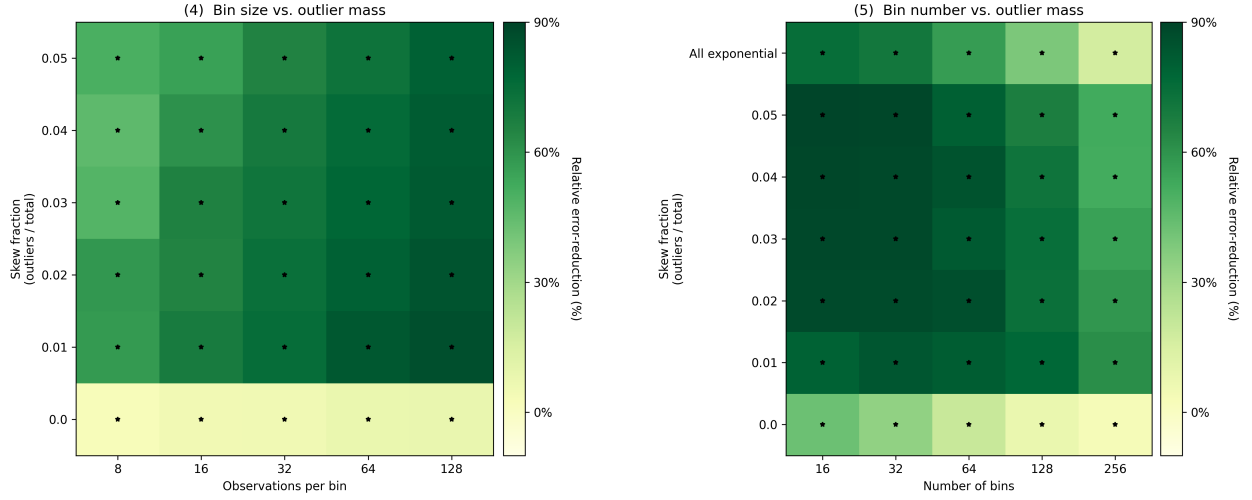 (4)  Bin size vs. outlier mass
0.05
0.04
0.03
0.02
0.01
0.0
Skew fraction
(outliers / total)
8 16 32 64 128
Observations per bin
90%
60%
30%
0%
Relative error-reduction (%)
(5)  Bin number vs. outlier mass
All exponential
0.05
0.04
0.03
0.02
0.01
0.0
Skew fraction
(outliers / total)
16 32 64 128 256
Number of bins
90%
60%
30%
0%
Relative error-reduction (%)